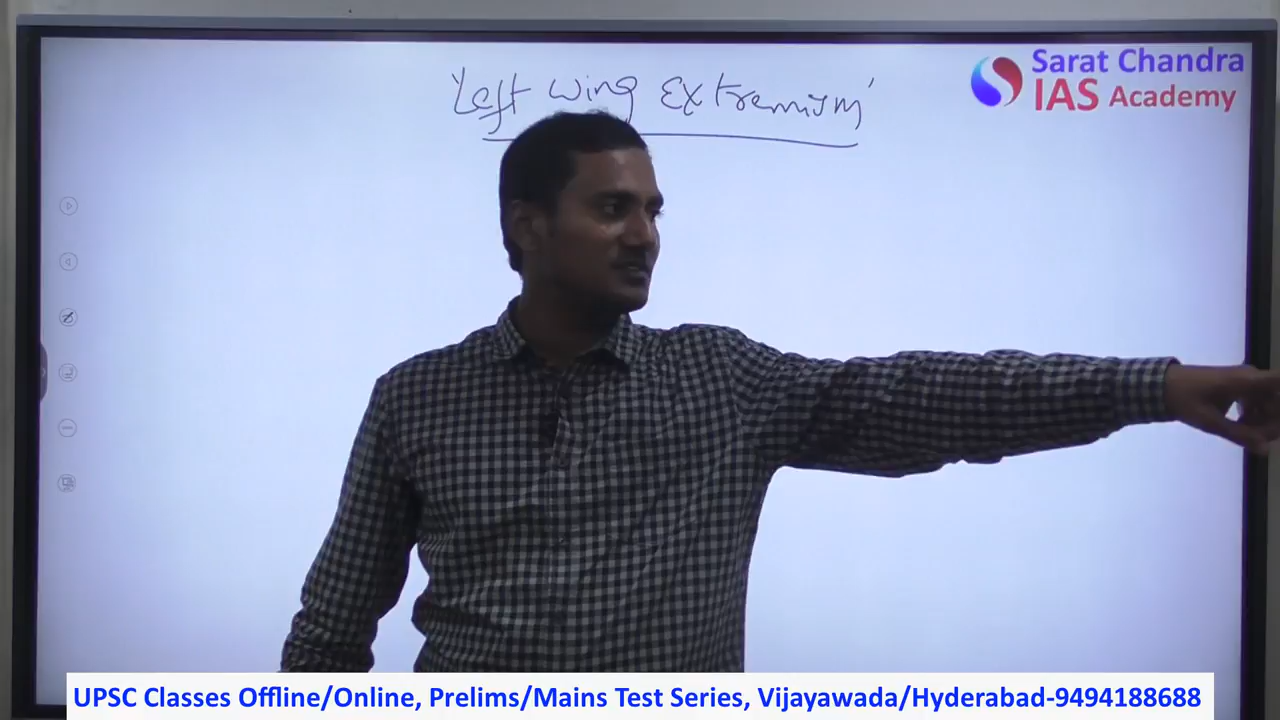 Left wing Extremism
Sarat Chandra
IAS Academy
UPSC Classes Offline/Online, Prelims/Mains Test Series, Vijayawada/Hyderabad-9494188688